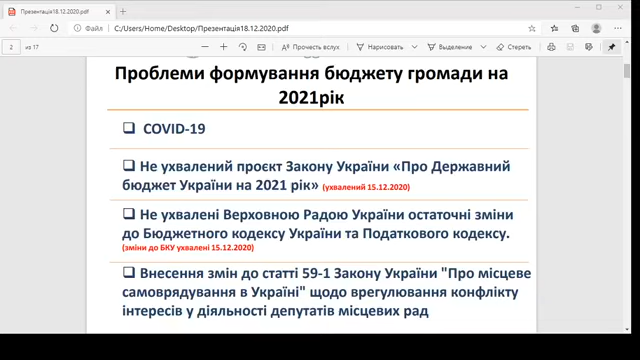 Презентація18.12.2020.pdf
C:/Users/Home/Desktop/Презентація18.12.2020.pdf
2 из 17
Прочесть вслух
Нарисовать
Выделение
Стереть
Проблеми формування бюджету громади на
2021рік
COVID-19
Не ухвалений проєкт Закону України «Про Державний
бюджет України на 2021 рік» (ухвалений 15.12.2020)
Не ухвалені Верховною Радою України остаточні зміни
до Бюджетного кодексу України та Податкового кодексу.
(зміни до БКУ ухвалені 15.12.2020)
Внесення змін до статті 59-1 Закону України "Про місцеве
самоврядування в Україні" щодо врегулювання конфлікту
інтересів у діяльності депутатів місцевих рад